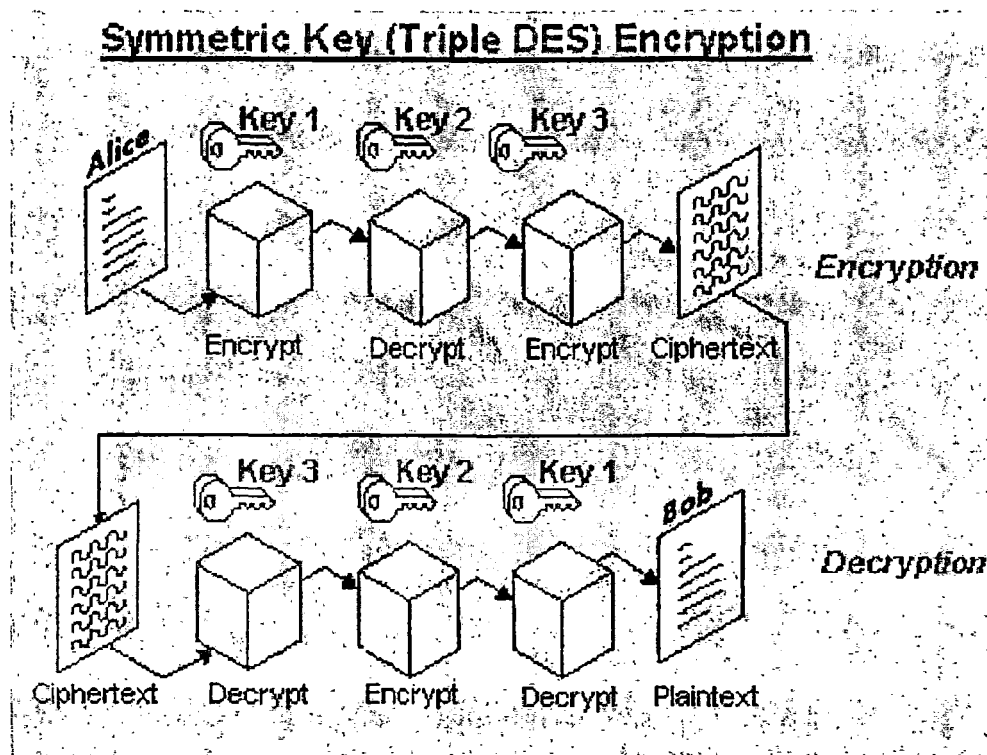 Symmetric Key (Triple DES) Encryption
Key 1 Key 2 Key 3
Alice
Encryption
Encrypt Decrypt Encrypt Ciphertext
Key 3 Key 2 Key 1
Bob
Decryption
Ciphertext Decrypt Encrypt Decrypt Plaintext